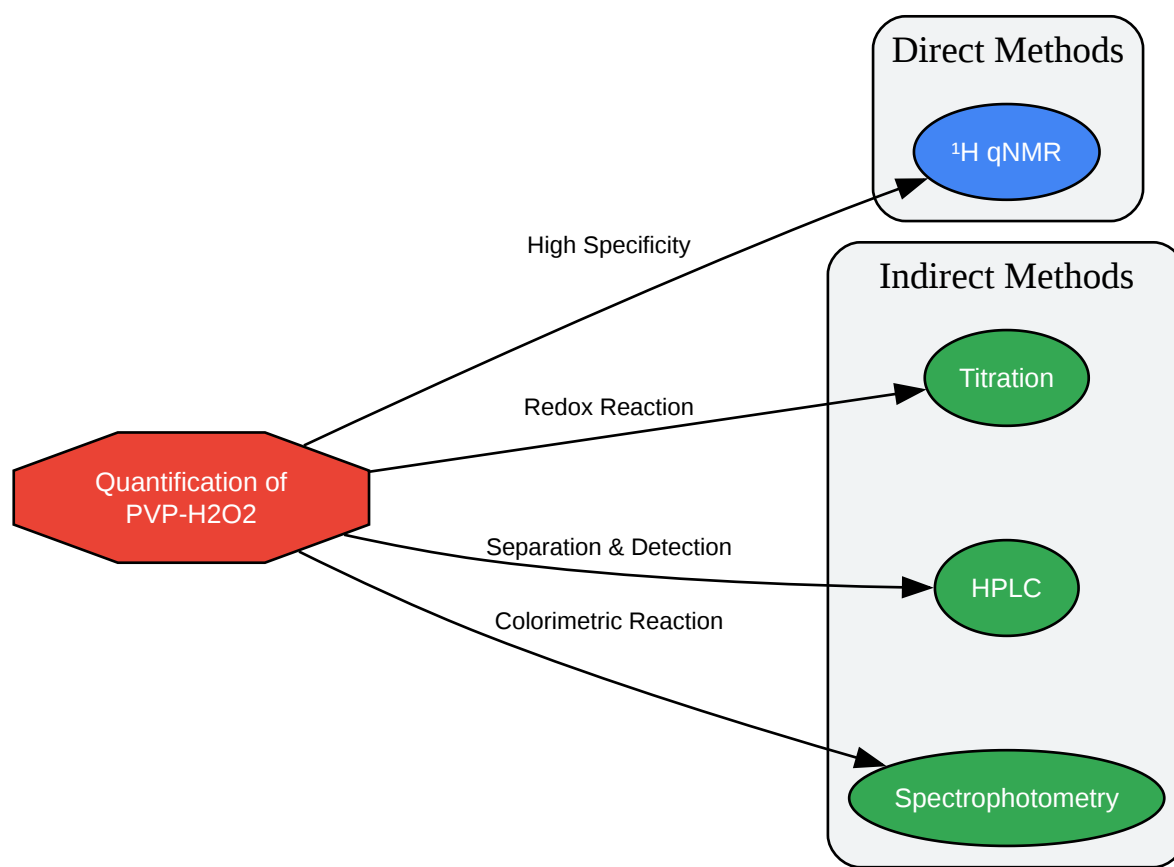 Direct Methods
¹H qNMR
High Specificity
Indirect Methods
Titration
Redox Reaction
Quantification of
PVP-H2O2
Separation & Detection
HPLC
Colorimetric Reaction
Spectrophotometry